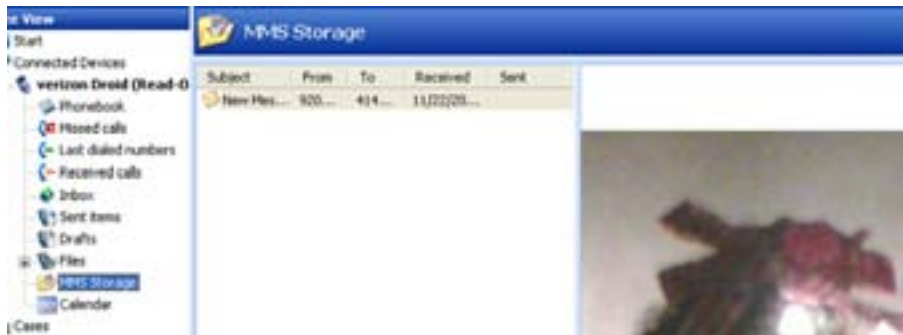 View
Start
MMS Storage
Connected Devices
verizon Droid (Read-O
Phonebook
Missed calls
Last dialed numbers
Received calls
Inbox
Sent items
Drafts
Files
MMS Storage
Calendar
Cases
Subject From To Received Sent
New Mes... 920.... 414... 11/22/20...